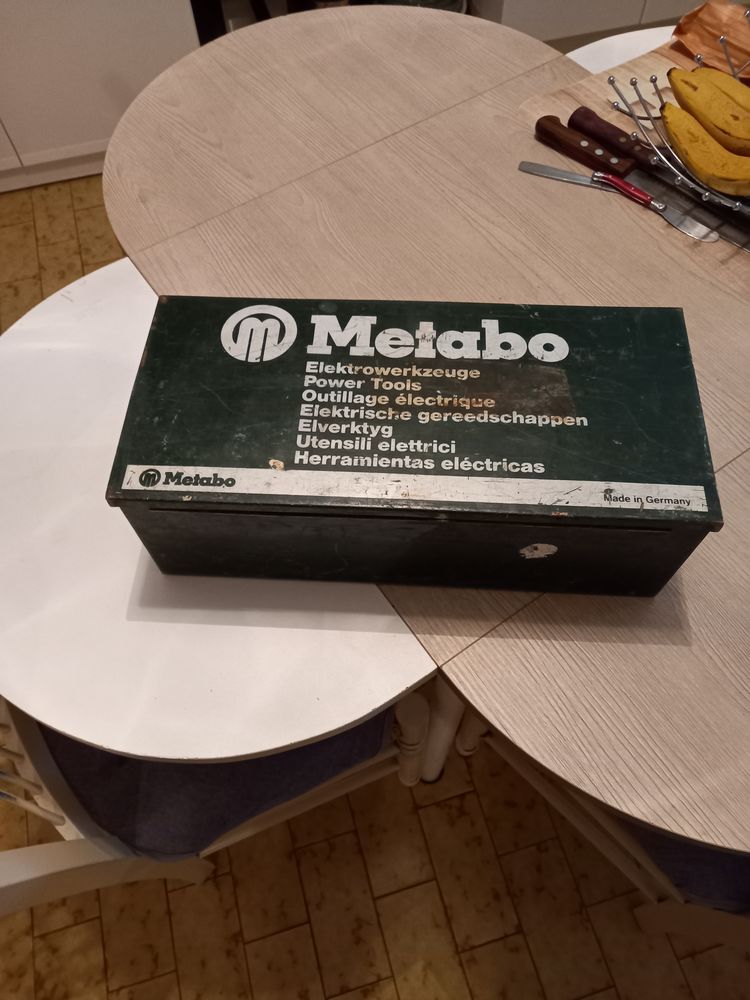 Metabo
Elektrowerkzeuge
Power Tools
Outillage électrique
Elektrische gereedschappen
Elverktyg
Utensili elettrici
Herramientas eléctricas
Metabo
Made in Germany